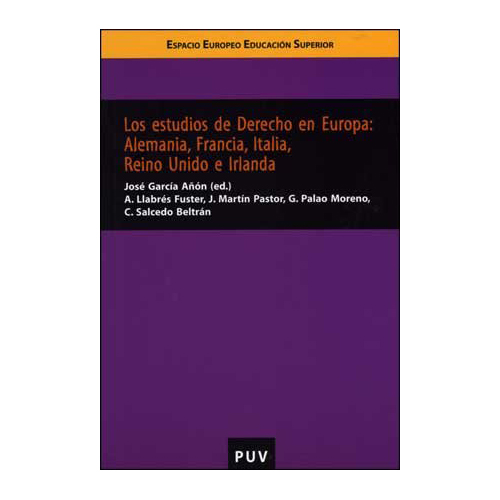 Espacio Europeo Educación Superior
Los estudios de Derecho en Europa:
Alemania, Francia, Italia,
Reino Unido e Irlanda
José García Añón (ed.)
A. Llabrés Fuster, J. Martín Pastor, G. Palao Moreno,
C. Salcedo Beltrán
PUV